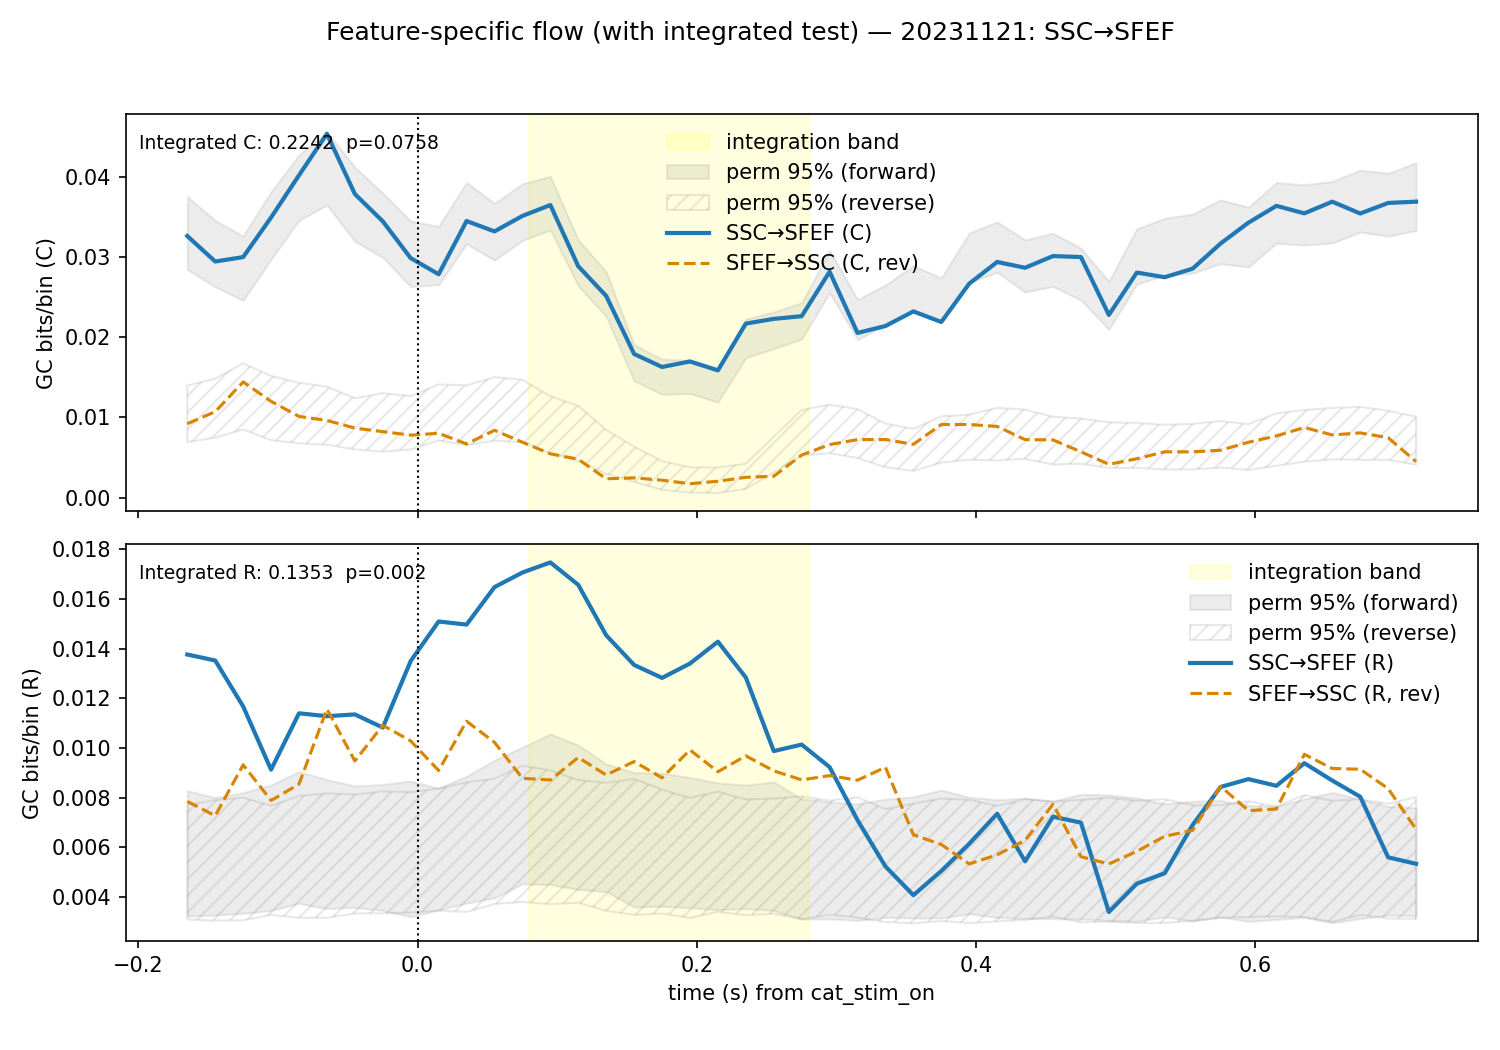 Feature-specific flow (with integrated test) — 20231121: SSC→SFEF
Integrated C: 0.2242  p=0.0758
integration band
perm 95% (forward)
perm 95% (reverse)
SSC→SFEF (C)
SFEF→SSC (C, rev)
GC bits/bin (C)
0.04
0.03
0.02
0.01
0.00
Integrated R: 0.1353  p=0.002
integration band
perm 95% (forward)
perm 95% (reverse)
SSC→SFEF (R)
SFEF→SSC (R, rev)
GC bits/bin (R)
0.018
0.016
0.014
0.012
0.010
0.008
0.006
0.004
−0.2
0.0
0.2
0.4
0.6
time (s) from cat_stim_on